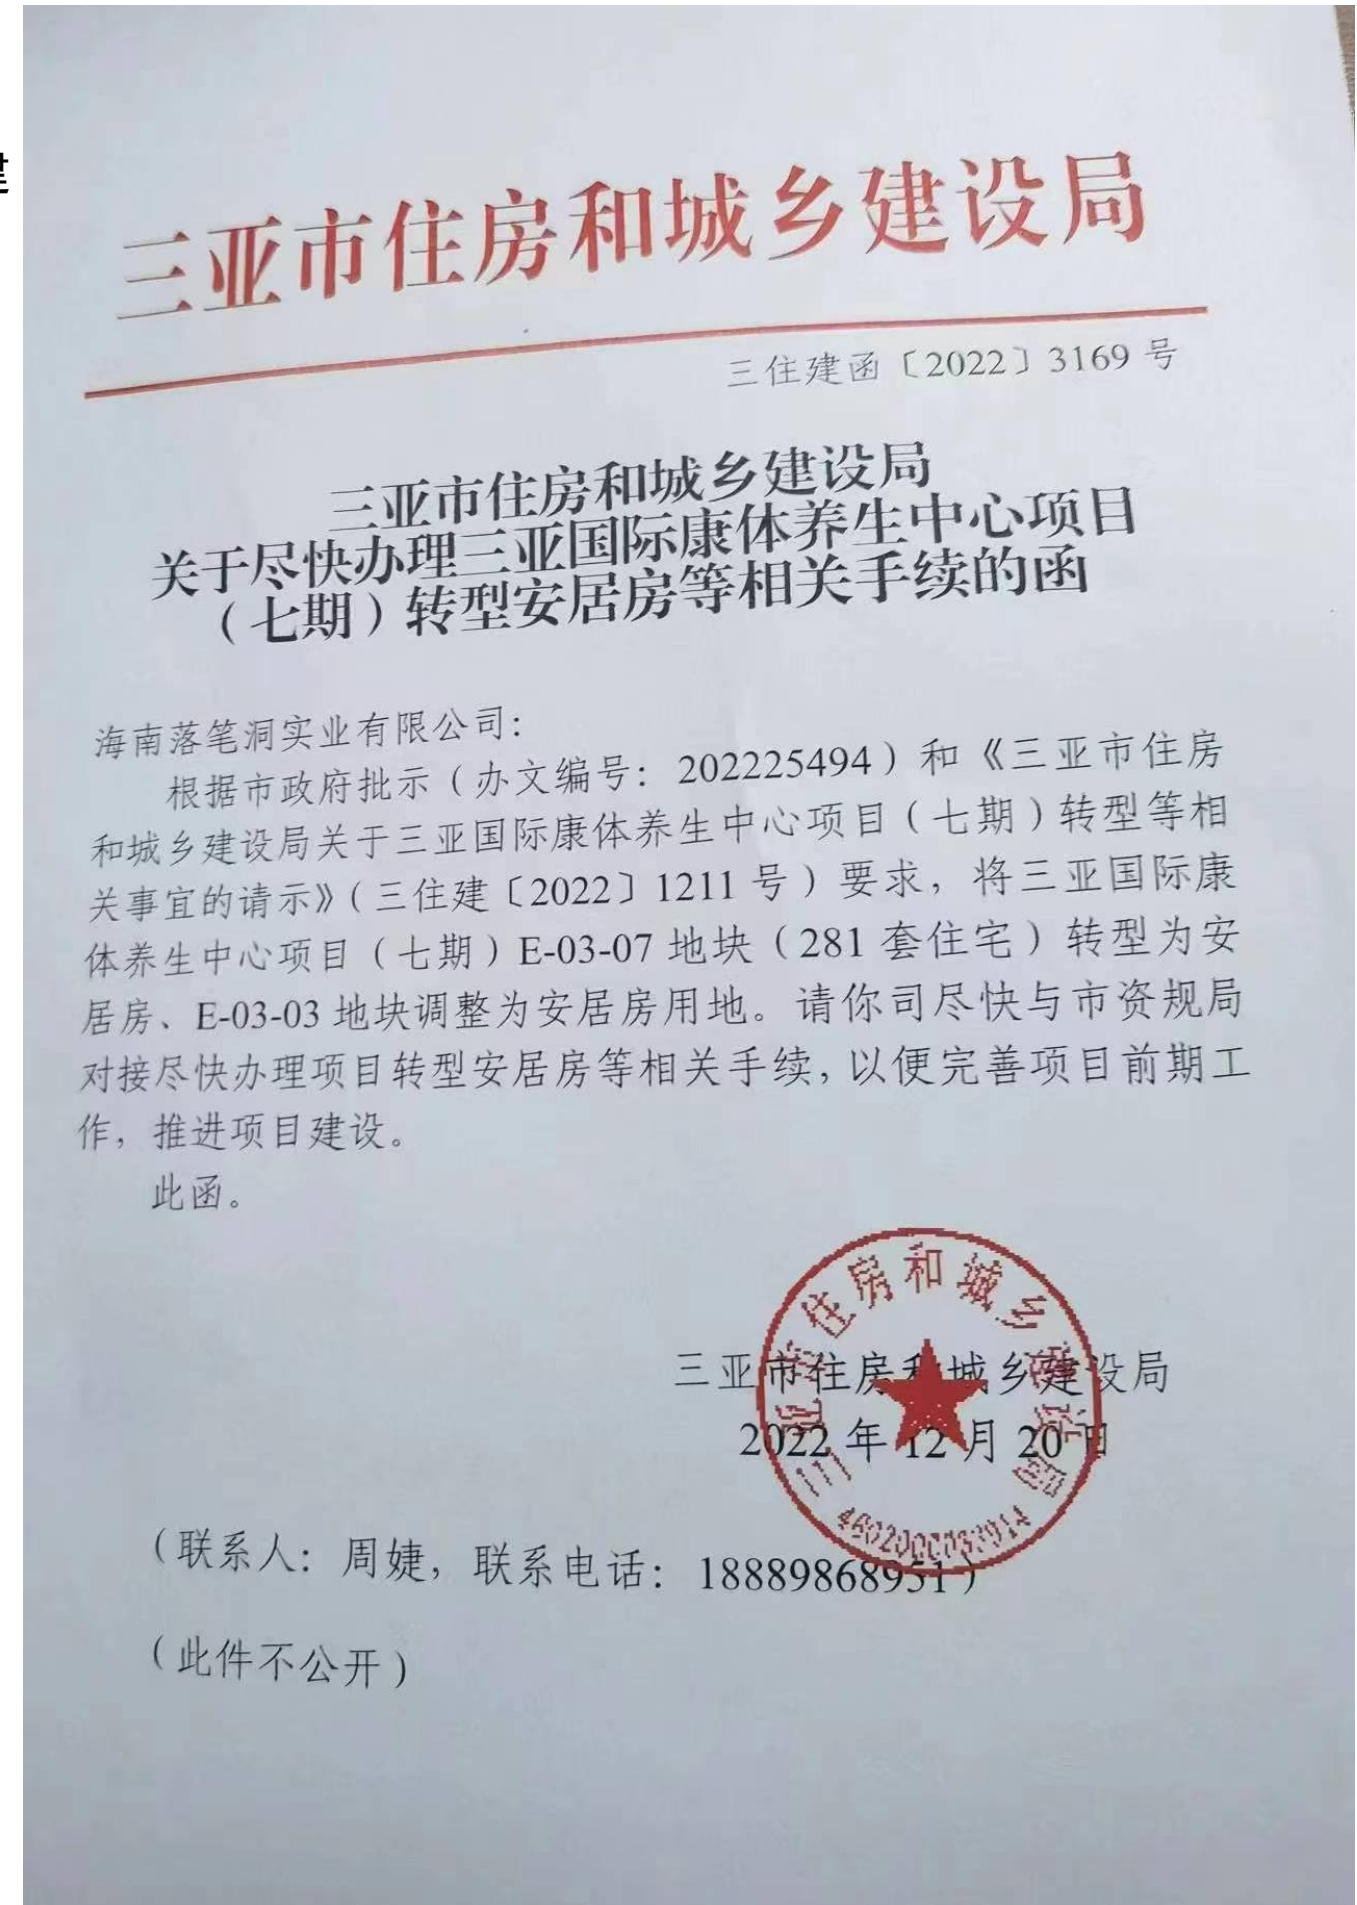 三亚市住房和城乡建设局
三住建函〔2022〕3169号
三亚市住房和城乡建设局
关于尽快办理三亚国际康体养生中心项目
（七期）转型安居房等相关手续的函
海南落笔洞实业有限公司：
根据市政府批示（办文编号：202225494）和《三亚市住房
和城乡建设局关于三亚国际康体养生中心项目（七期）转型等相
关事宜的请示》（三住建〔2022〕1211号）要求，将三亚国际康
体养生中心项目（七期）E-03-07地块（281套住宅）转型为安
居房、E-03-03地块调整为安居房用地。请你司尽快与市资规局
对接尽快办理项目转型安居房等相关手续，以便完善项目前期工
作，推进项目建设。
此函。
三亚市住房和城乡建设局
三亚市住房和城乡建设局
2022年12月20日
（联系人：周婕，联系电话：18889868951）
（此件不公开）